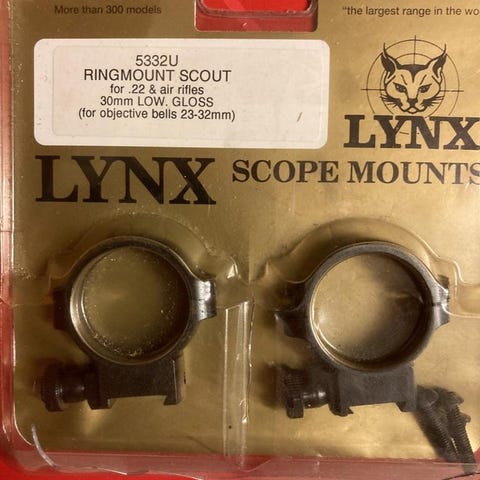 More than 300 models
"the largest range in the wo
5332U
RINGMOUNT SCOUT
for .22 & air rifles
30mm LOW. GLOSS
(for objective bells 23-32mm)
LYNX
LYNX SCOPE MOUNTS